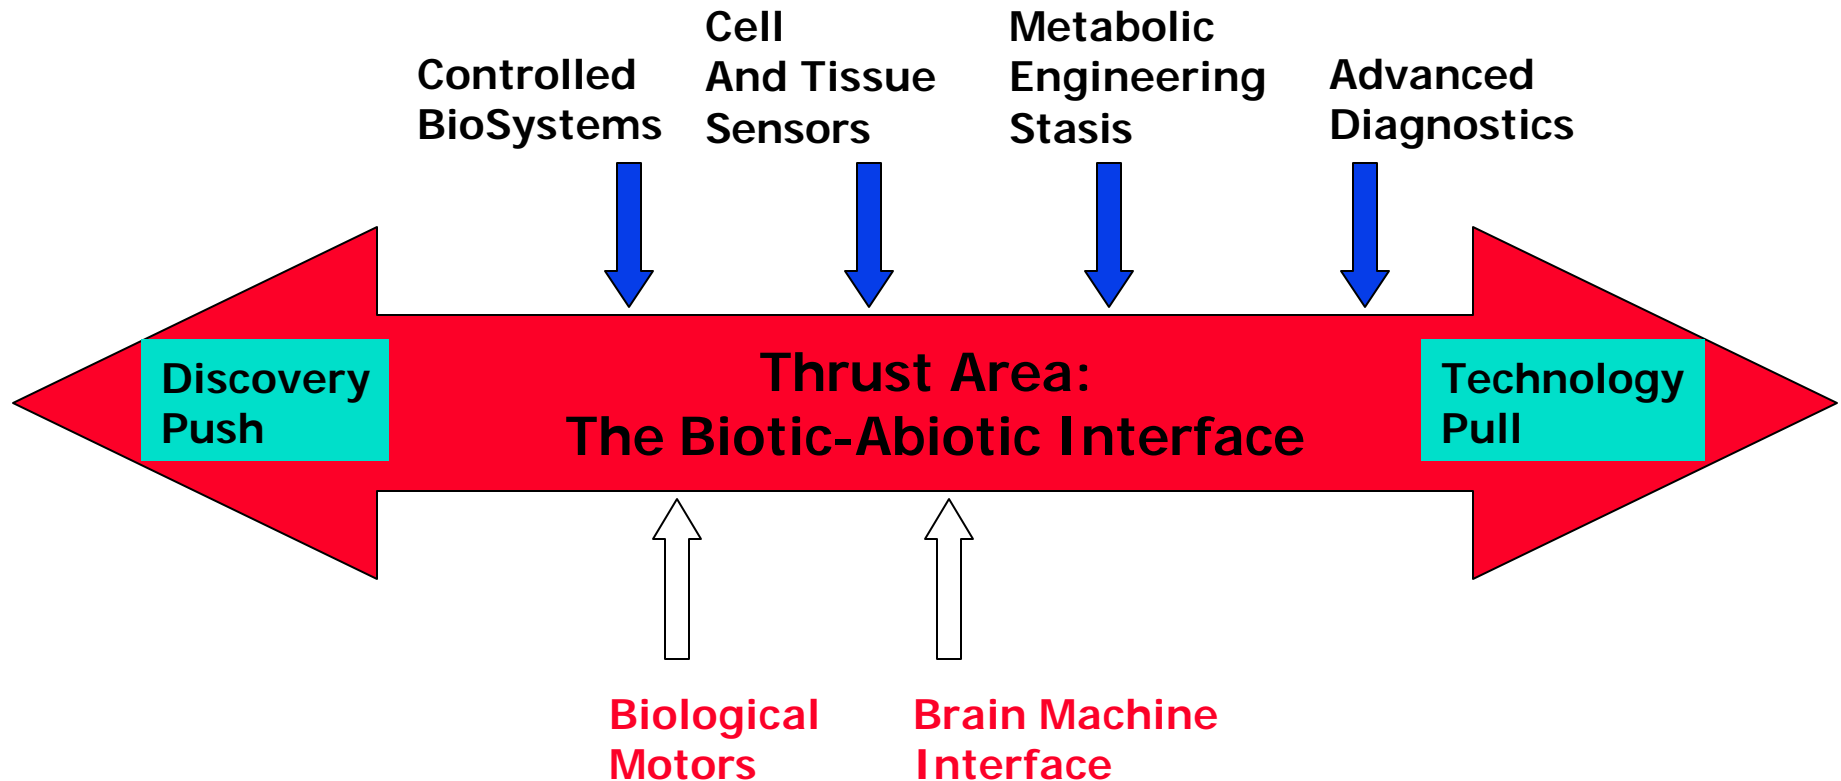 Controlled
BioSystems
Cell
And Tissue
Sensors
Metabolic
Engineering
Stasis
Advanced
Diagnostics
Discovery
Push
Thrust Area:
The Biotic-Abiotic Interface
Technology
Pull
Biological
Motors
Brain Machine
Interface